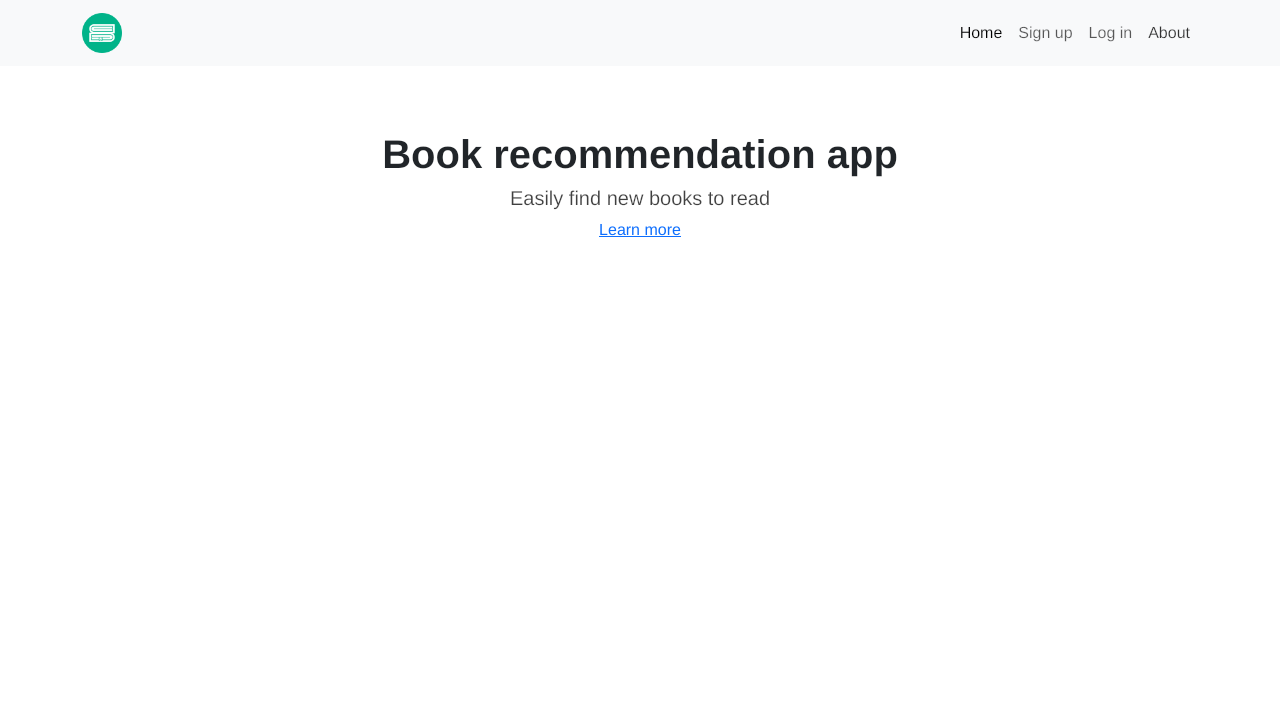 Home Sign up Log in About
Book recommendation app
Easily find new books to read
Learn more